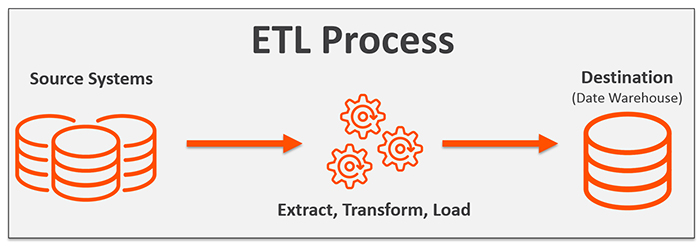 ETL Process
Source Systems
Destination
(Date Warehouse)
Extract, Transform, Load